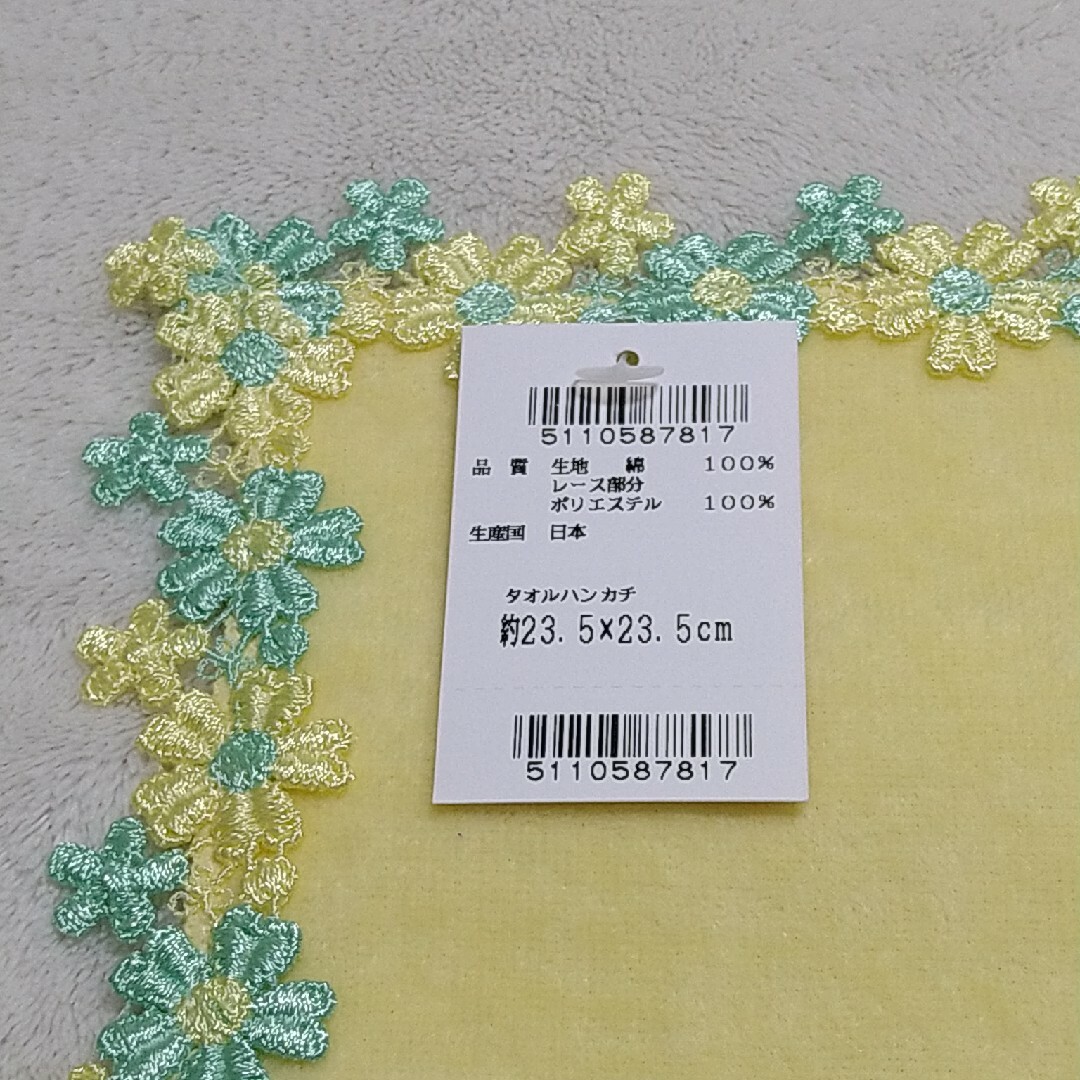 5110587817
品質 生地 綿 100%
レース部分
ポリエステル 100%
生産国 日本
タオルハンカチ
約23.5×23.5cm
5110587817